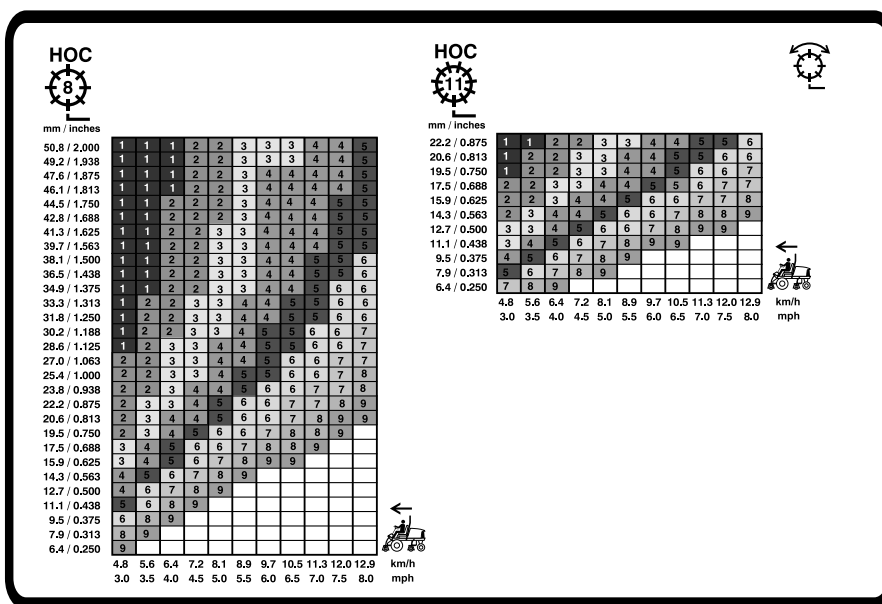 HOC
8
mm / inches
50,8 / 2,000 1 1 1 2 2 3 3 3 4 4 5
49.2 / 1.938 1 1 1 2 2 3 3 3 4 4 5
47.6 / 1.875 1 1 1 2 2 3 4 4 4 4 5
46.1 / 1.813 1 1 1 2 2 3 4 4 4 4 5
44.5 / 1.750 1 1 2 2 2 3 4 4 4 5 5
42.8 / 1.688 1 1 2 2 2 3 4 4 4 5 5
41.3 / 1.625 1 1 2 2 3 3 4 4 4 5 5
39.7 / 1.563 1 1 2 2 3 3 4 4 4 5 5
38.1 / 1.500 1 1 2 2 3 3 4 4 5 5 6
36.5 / 1.438 1 1 2 2 3 3 4 4 5 5 6
34.9 / 1.375 1 1 2 2 3 3 4 4 5 6 6
33.3 / 1.313 1 2 2 3 3 4 4 5 5 6 6
31.8 / 1.250 1 2 2 3 3 4 4 5 5 6 6
30.2 / 1.188 1 2 2 3 3 4 5 5 6 6 7
28.6 / 1.125 1 2 3 3 4 4 5 5 6 6 7
27.0 / 1.063 2 2 3 3 4 4 5 6 6 7 7
25.4 / 1.000 2 2 3 3 4 5 5 6 6 7 8
23.8 / 0.938 2 2 3 4 4 5 6 6 7 7 8
22.2 / 0.875 2 3 3 4 5 6 6 7 7 8 9
20.6 / 0.813 2 3 4 4 5 6 6 7 8 9 9
19.5 / 0.750 2 3 4 5 6 6 7 8 8 9
17.5 / 0.688 3 4 5 6 6 7 8 8 9
15.9 / 0.625 3 4 5 6 7 8 9 9
14.3 / 0.563 4 5 6 7 8 9
12.7 / 0.500 4 6 7 8 9
11.1 / 0.438 5 6 8 9
9.5 / 0.375 6 8 9
7.9 / 0.313 8 9
6.4 / 0.250 9
4.8 5.6 6.4 7.2 8.1 8.9 9.7 10.5 11.3 12.0 12.9 km/h
3.0 3.5 4.0 4.5 5.0 5.5 6.0 6.5 7.0 7.5 8.0 mph
HOC
11
mm / inches
22.2 / 0.875 1 1 2 2 3 3 4 4 5 5 6
20.6 / 0.813 1 2 2 3 3 4 4 5 5 6 6
19.5 / 0.750 1 2 2 3 3 4 4 5 6 6 7
17.5 / 0.688 2 2 3 3 4 4 5 5 6 6 7
15.9 / 0.625 2 2 3 4 4 5 6 6 7 7 8
14.3 / 0.563 2 3 4 4 5 6 6 7 8 8 9
12.7 / 0.500 3 3 4 5 6 6 7 8 9 9
11.1 / 0.438 3 4 5 6 7 8 9 9
9.5 / 0.375 4 5 6 7 8 9
7.9 / 0.313 5 6 7 8 9
6.4 / 0.250 7 8 9
4.8 5.6 6.4 7.2 8.1 8.9 9.7 10.5 11.3 12.0 12.9 km/h
3.0 3.5 4.0 4.5 5.0 5.5 6.0 6.5 7.0 7.5 8.0 mph